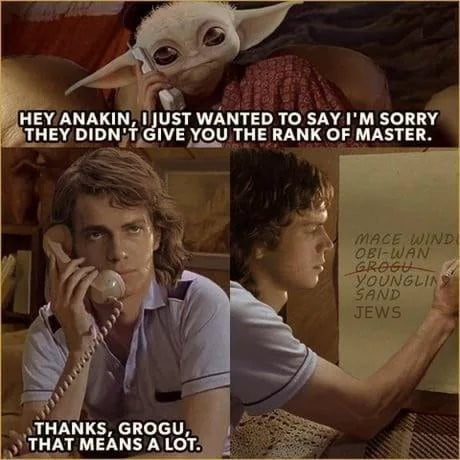 HEY ANAKIN, I JUST WANTED TO SAY I'M SORRY
THEY DIDN'T GIVE YOU THE RANK OF MASTER.
THANKS, GROGU,
THAT MEANS A LOT.
MACE WIND
OBI-WAN
GROGU
YOUNGLIN
SAND
JEWS